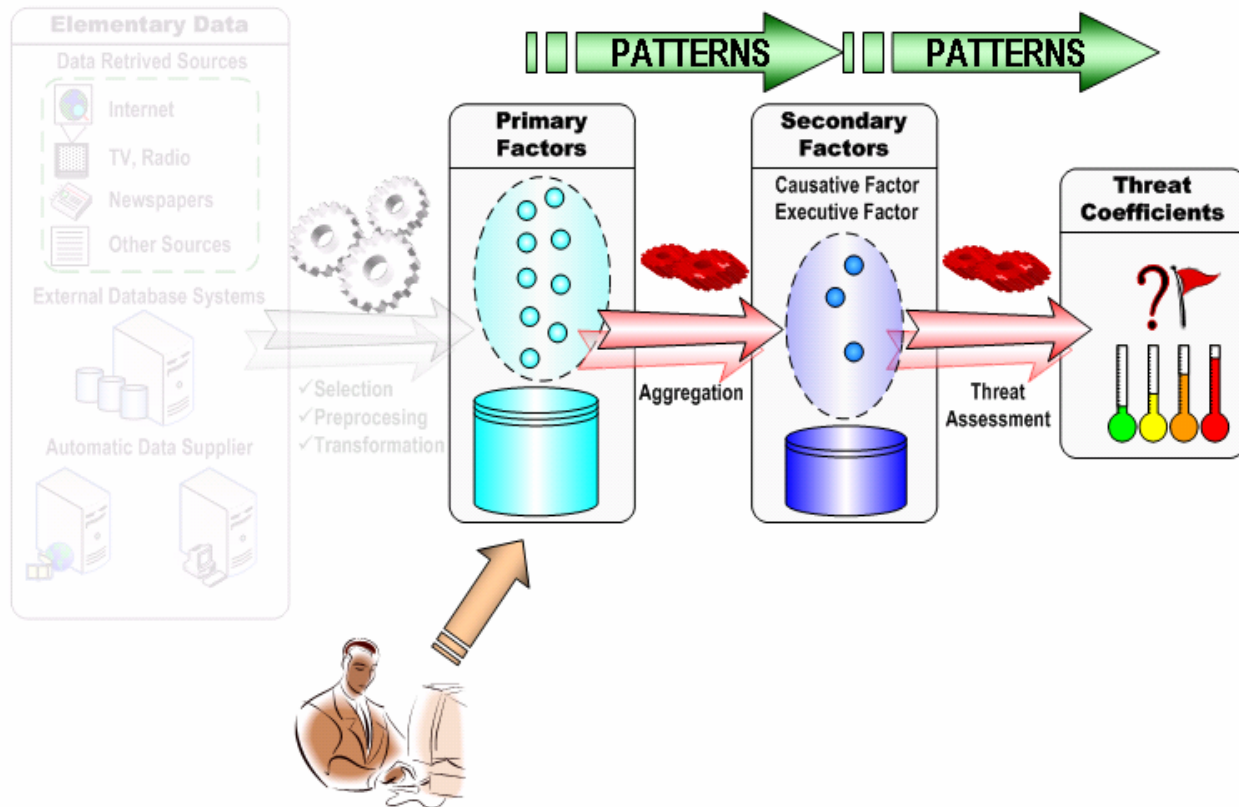 Elementary Data
Data Retrived Sources
Internet
TV, Radio
Newspapers
Other Sources
External Database Systems
Automatic Data Supplier
✓Selection
✓Preprocesing
✓Transformation
PATTERNS
PATTERNS
Primary
Factors
Aggregation
Secondary
Factors
Causative Factor
Executive Factor
Threat
Assessment
Threat
Coefficients
?